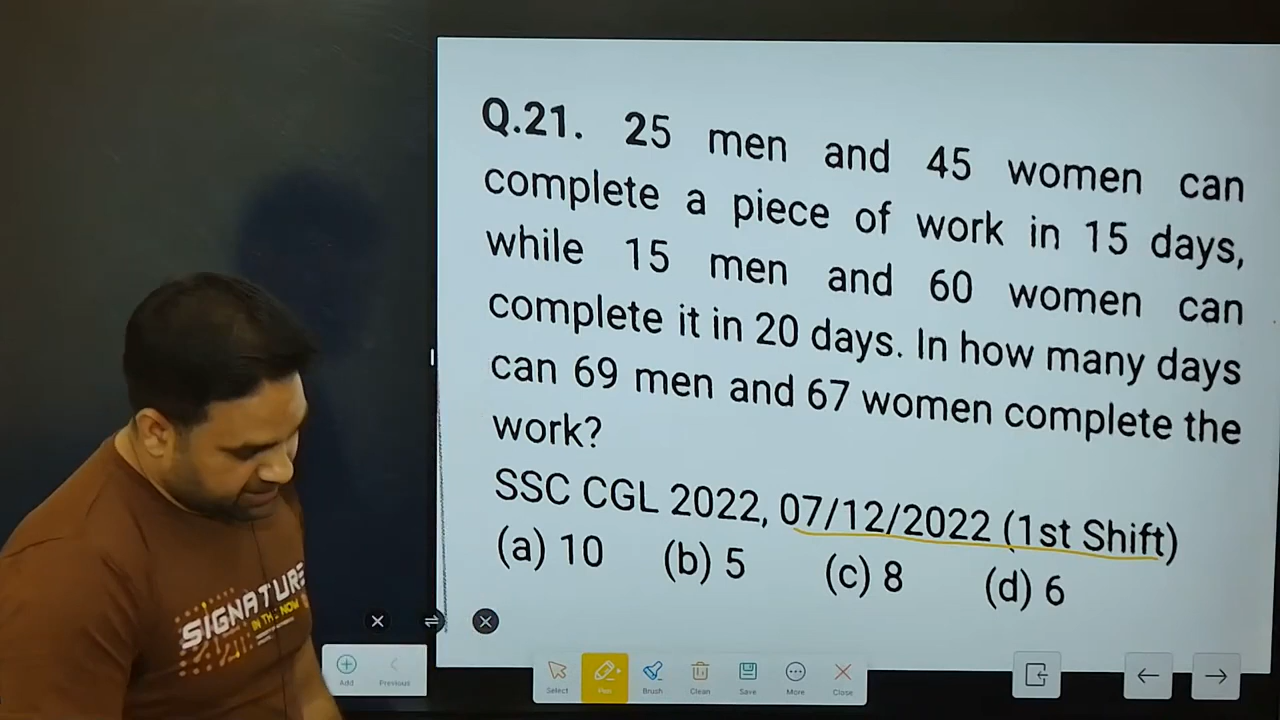 Q.21. 25 men and 45 women can
complete a piece of work in 15 days,
while 15 men and 60 women can
complete it in 20 days. In how many days
can 69 men and 67 women complete the
work?
SSC CGL 2022, 07/12/2022 (1st Shift)
(a) 10 (b) 5 (c) 8 (d) 6
SIGNATURE
IN THE NOW
Add Previous
Select Pen Brush Clean Save More Close